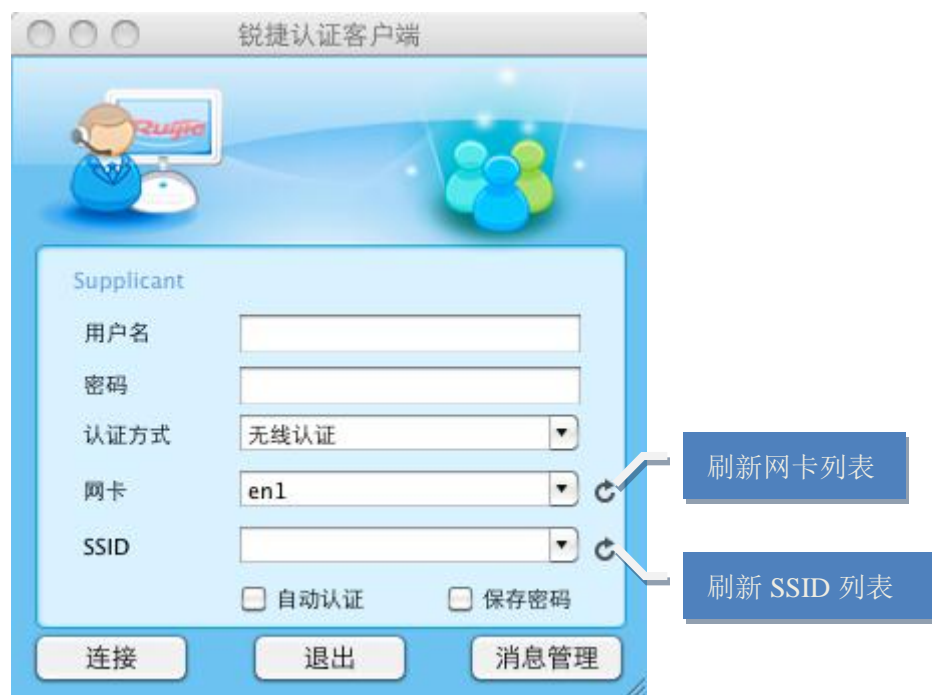 锐捷认证客户端
Ruijie
Supplicant
用户名
密码
认证方式 无线认证
网卡 en1
刷新网卡列表
SSID
刷新 SSID 列表
自动认证 保存密码
连接 退出 消息管理